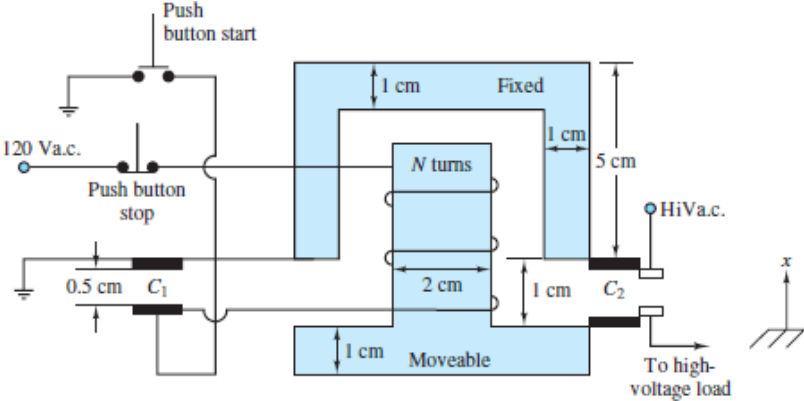 Push
button start
1 cm
Fixed
1 cm
120 Va.c.
N turns
5 cm
Push button
stop
HiVa.c.
x
0.5 cm
C₁
2 cm
1 cm
C₂
1 cm
Moveable
To high-
voltage load